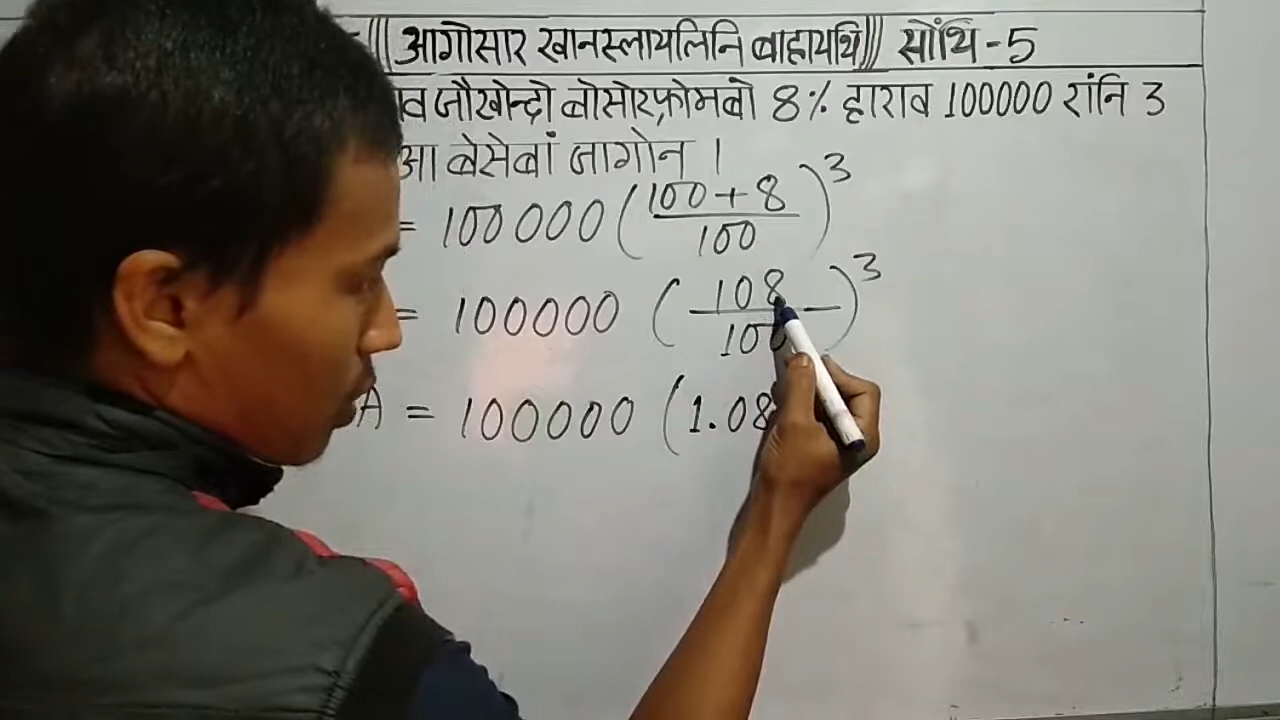 ||| आगोसार खानस्लायलिनि बाहायथि ||| सोंथि - 5
जौखोन्द्रो बोसोरफ्रोमबो 8% हाराव 100000 रांनि 3
बेसेबां जागोन ।
= 100000 ( 100 + 8 / 100 )³
= 100000 ( 108 / 100 )³
A = 100000 ( 1.08